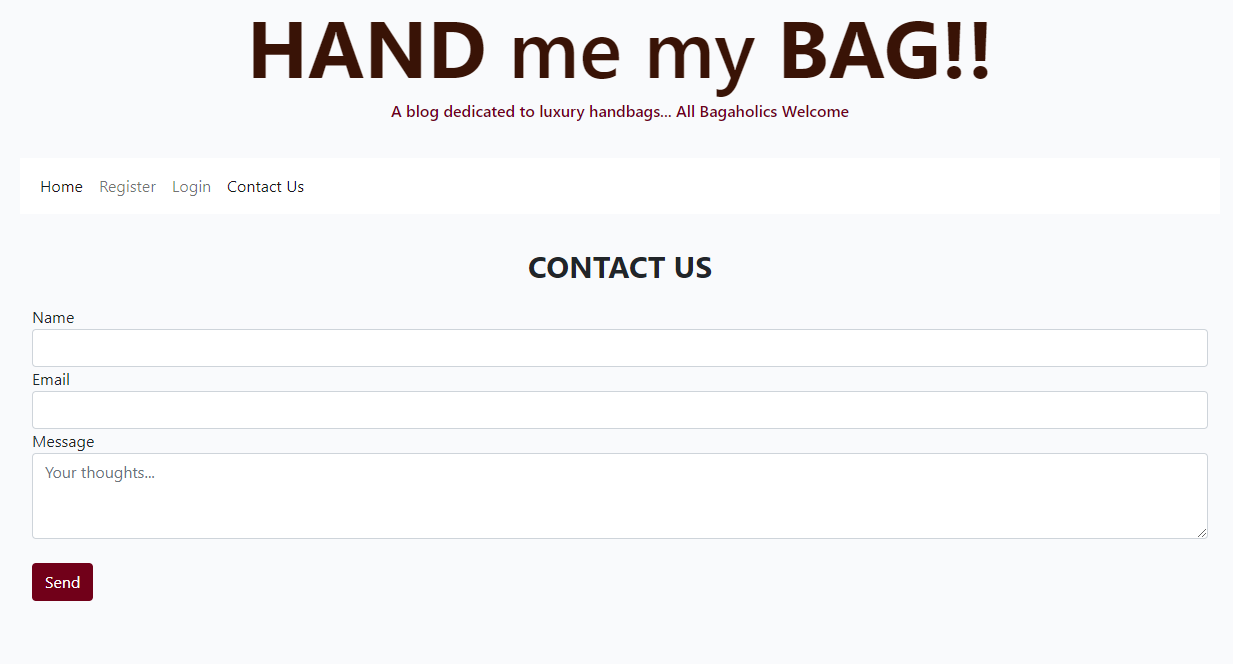 HAND me my BAG!!
A blog dedicated to luxury handbags... All Bagaholics Welcome
Home Register Login Contact Us
CONTACT US
Name
Email
Message
Your thoughts...
Send